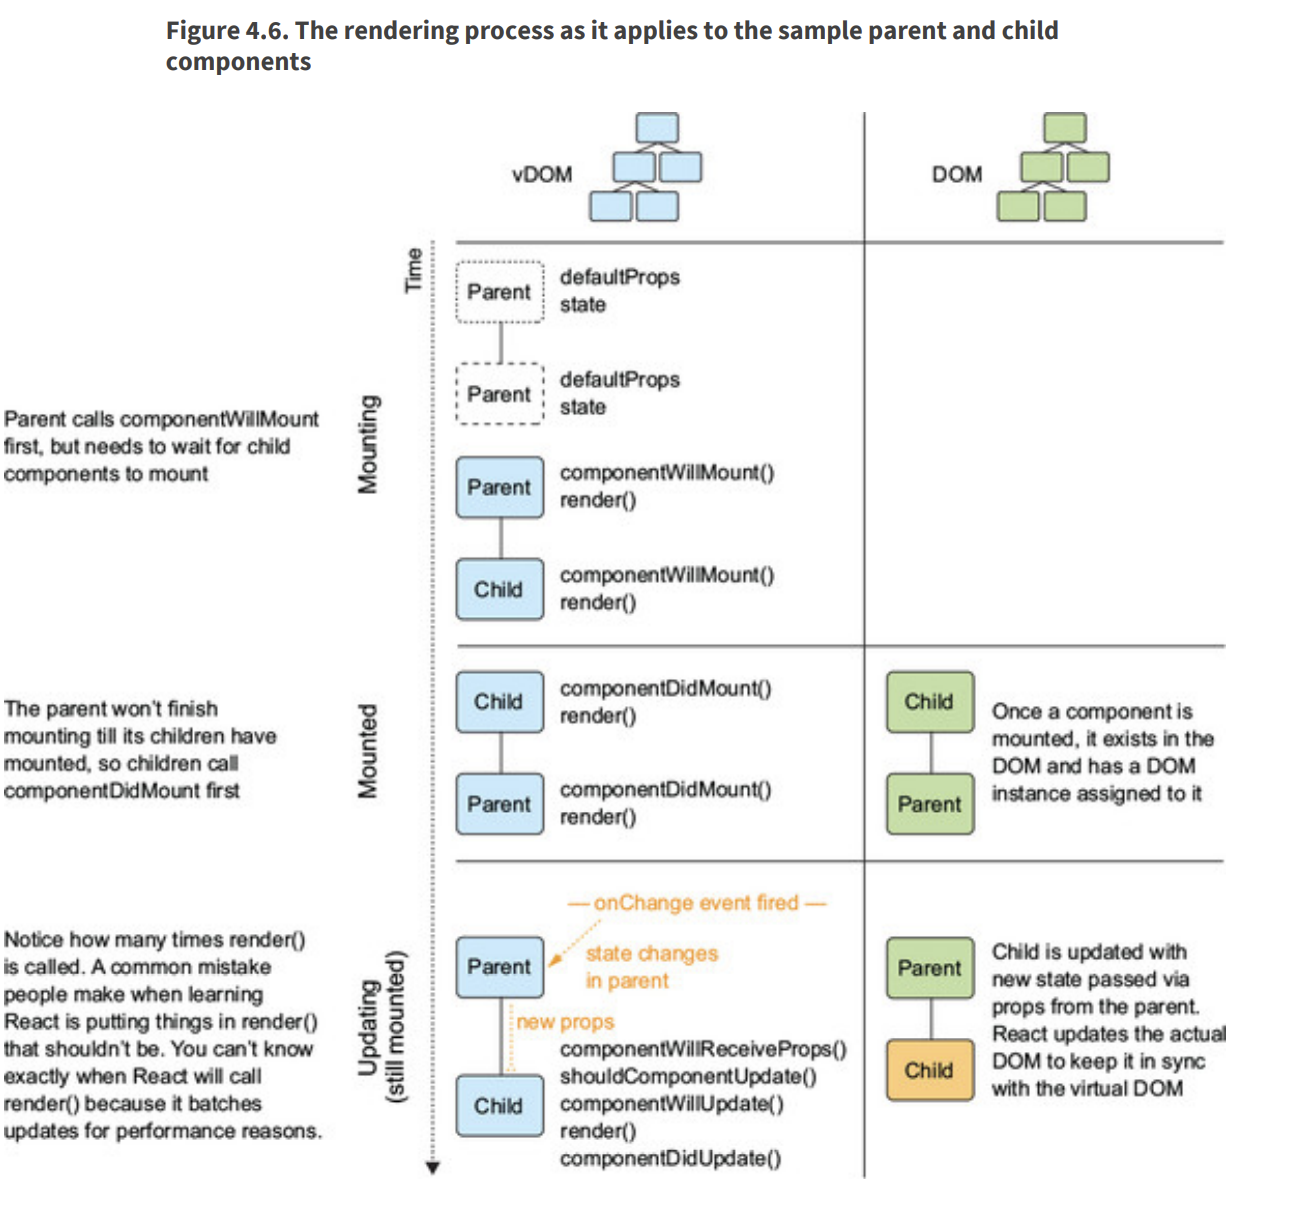 Figure 4.6. The rendering process as it applies to the sample parent and child
components
vDOM
DOM
Time
Mounting
Parent calls componentWillMount
first, but needs to wait for child
components to mount
Parent
defaultProps
state
Parent
defaultProps
state
Parent
componentWillMount()
render()
Child
componentWillMount()
render()
Mounted
The parent won't finish
mounting till its children have
mounted, so children call
componentDidMount first
Child
componentDidMount()
render()
Parent
componentDidMount()
render()
Child
Parent
Once a component is
mounted, it exists in the
DOM and has a DOM
instance assigned to it
Updating
(still mounted)
Notice how many times render()
is called. A common mistake
people make when learning
React is putting things in render()
that shouldn't be. You can't know
exactly when React will call
render() because it batches
updates for performance reasons.
— onChange event fired —
Parent
state changes
in parent
new props
Child
componentWillReceiveProps()
shouldComponentUpdate()
componentWillUpdate()
render()
componentDidUpdate()
Parent
Child
Child is updated with
new state passed via
props from the parent.
React updates the actual
DOM to keep it in sync
with the virtual DOM